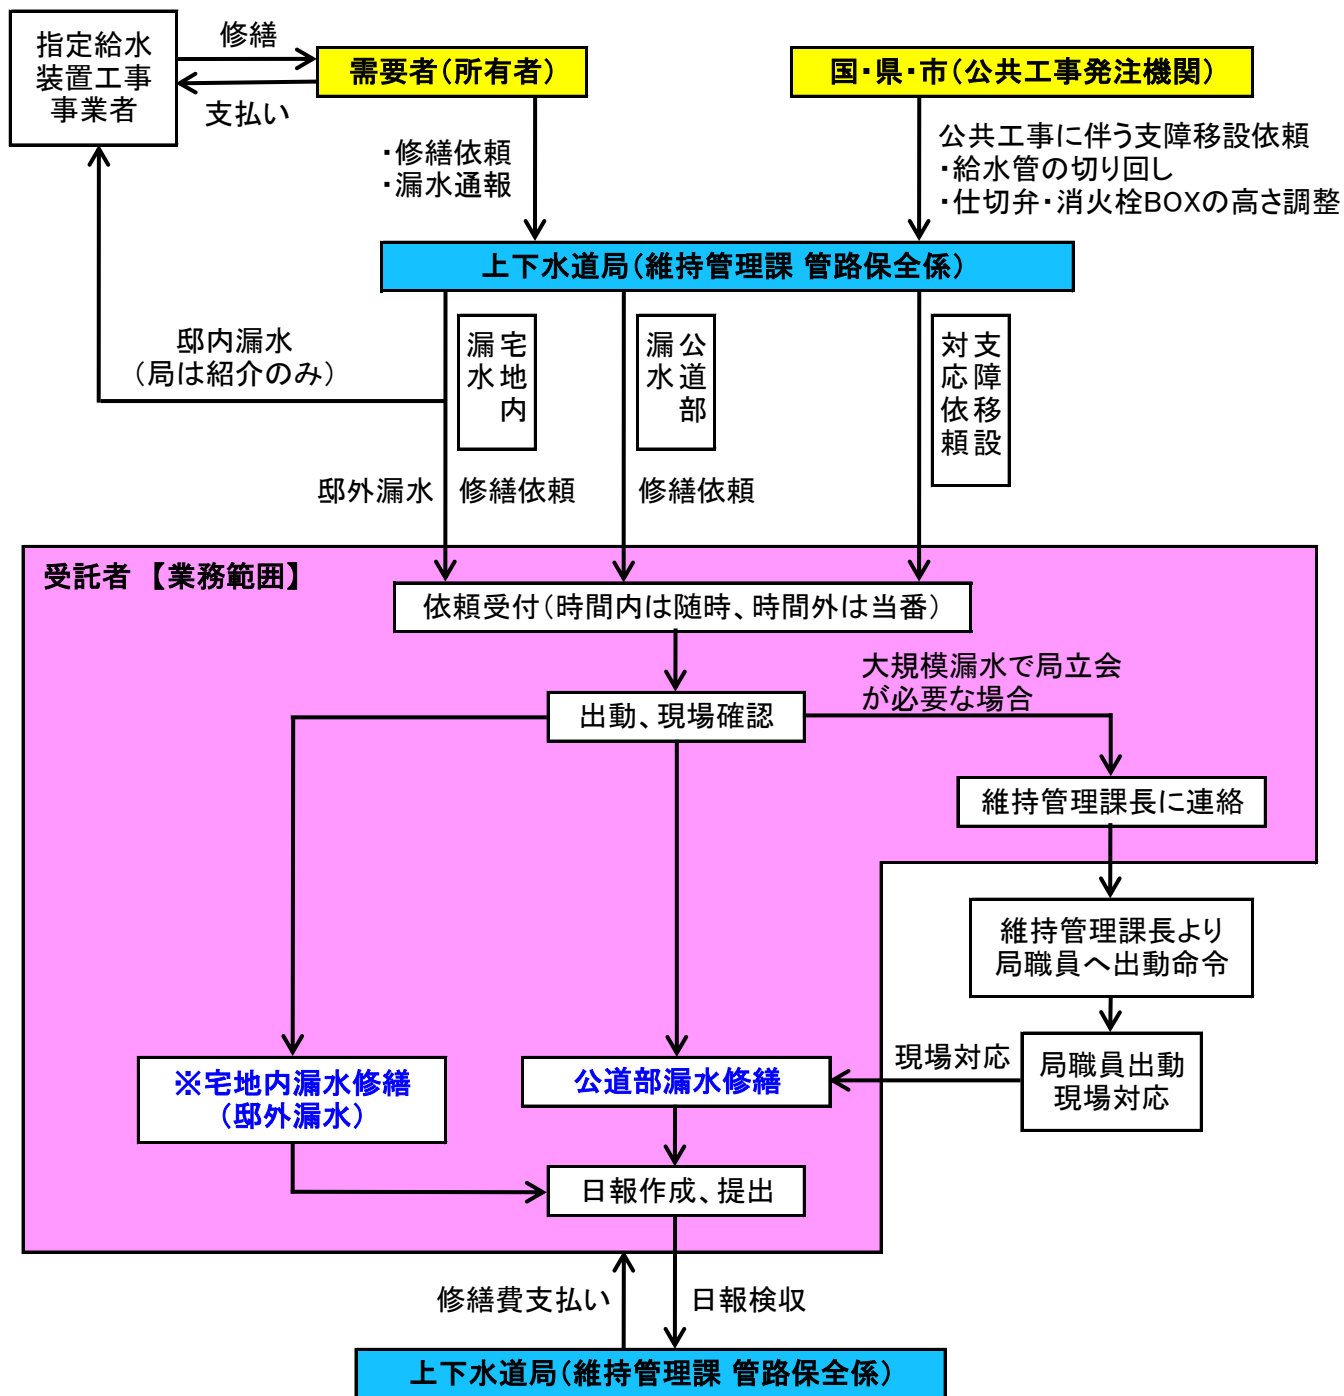 指定給水
装置工事
事業者
修繕
支払い
需要者(所有者)
国・県・市(公共工事発注機関)
・修繕依頼
・漏水通報
公共工事に伴う支障移設依頼
・給水管の切り回し
・仕切弁・消火栓BOXの高さ調整
上下水道局(維持管理課 管路保全係)
邸内漏水
(局は紹介のみ)
宅地内
漏水
公道部
漏水
支障移設
対応依頼
邸外漏水
修繕依頼
修繕依頼
受託者 【業務範囲】
依頼受付(時間内は随時、時間外は当番)
大規模漏水で局立会
が必要な場合
出動、現場確認
維持管理課長に連絡
維持管理課長より
局職員へ出動命令
現場対応
局職員出動
現場対応
※宅地内漏水修繕
(邸外漏水)
公道部漏水修繕
日報作成、提出
修繕費支払い
日報検収
上下水道局(維持管理課 管路保全係)